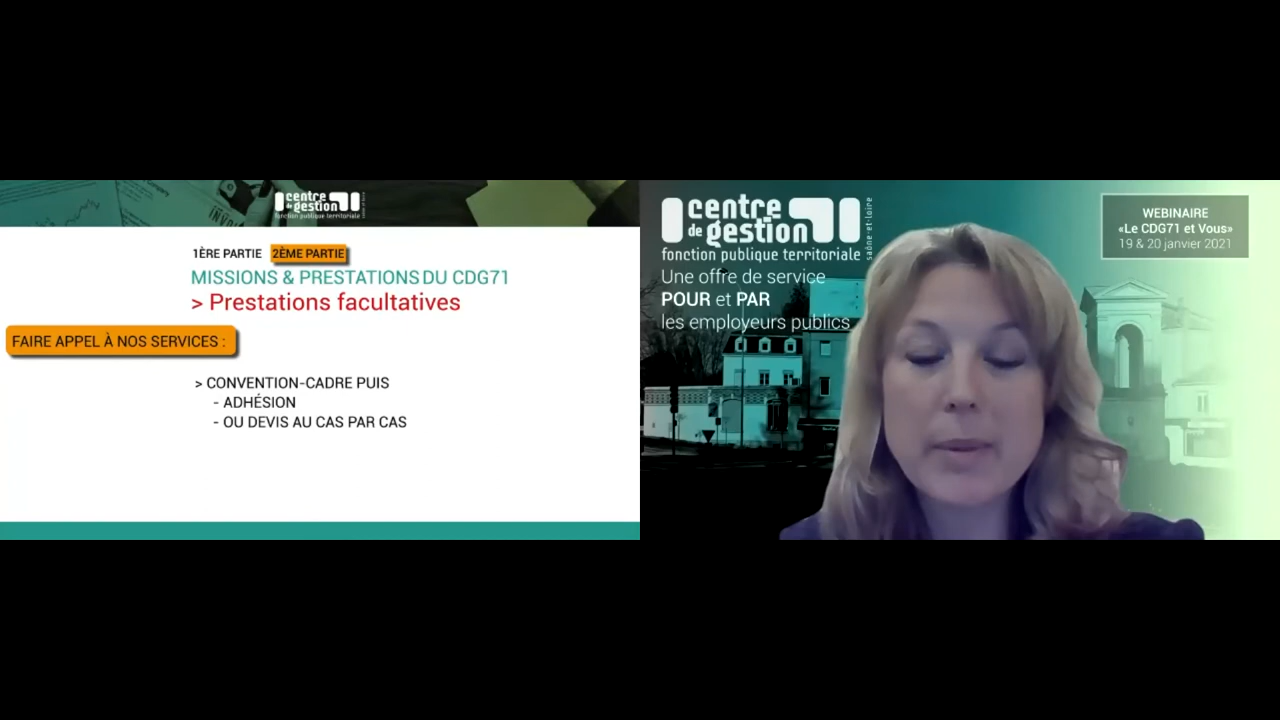 centre
de gestion
fonction publique territoriale
1ÈRE PARTIE 2ÈME PARTIE
MISSIONS & PRESTATIONS DU CDG71
> Prestations facultatives
FAIRE APPEL À NOS SERVICES :
> CONVENTION-CADRE PUIS
- ADHÉSION
- OU DEVIS AU CAS PAR CAS
centre
de gestion 71
fonction publique territoriale
saône-et-loire
Une offre de service
POUR et PAR
les employeurs publics
WEBINAIRE
«Le CDG71 et Vous»
19 & 20 janvier 2021